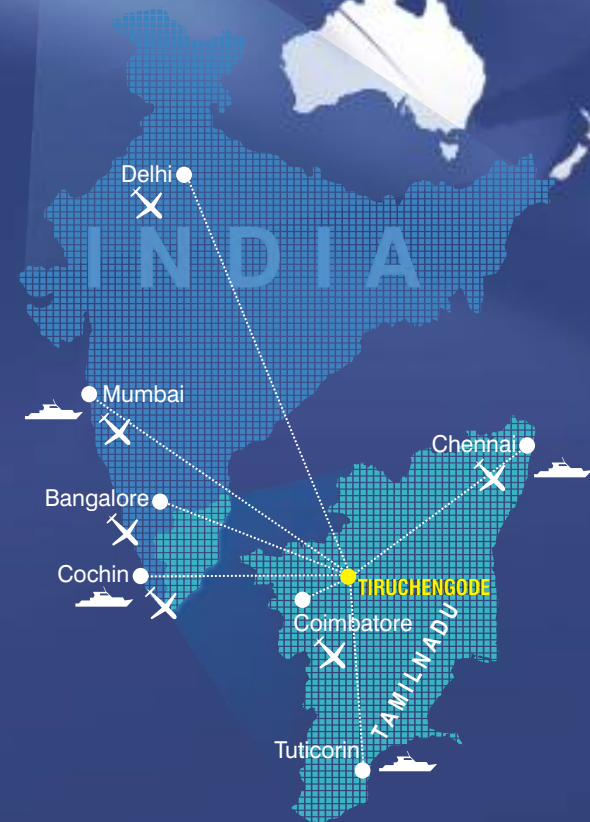 Delhi
INDIA
Mumbai
Chennai
Bangalore
Cochin
TIRUCHENGODE
Coimbatore
TAMILNADU
Tuticorin